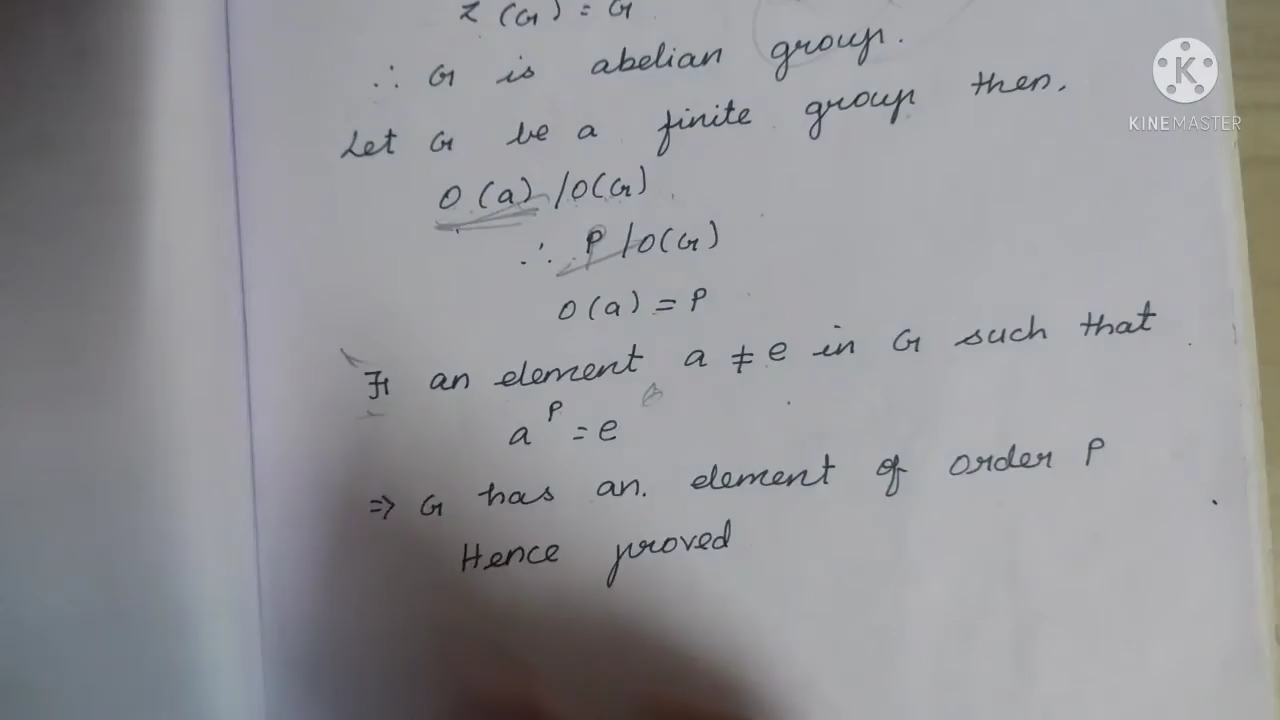 Z(G) = G
∴ G is abelian group.
Let G be a finite group then.
O(a) /O(G)
∴ P /O(G)
O(a) = P
∃ an element a ≠ e in G such that
a^P = e
⇒ G has an. element of order P
Hence proved
K
KINEMASTER